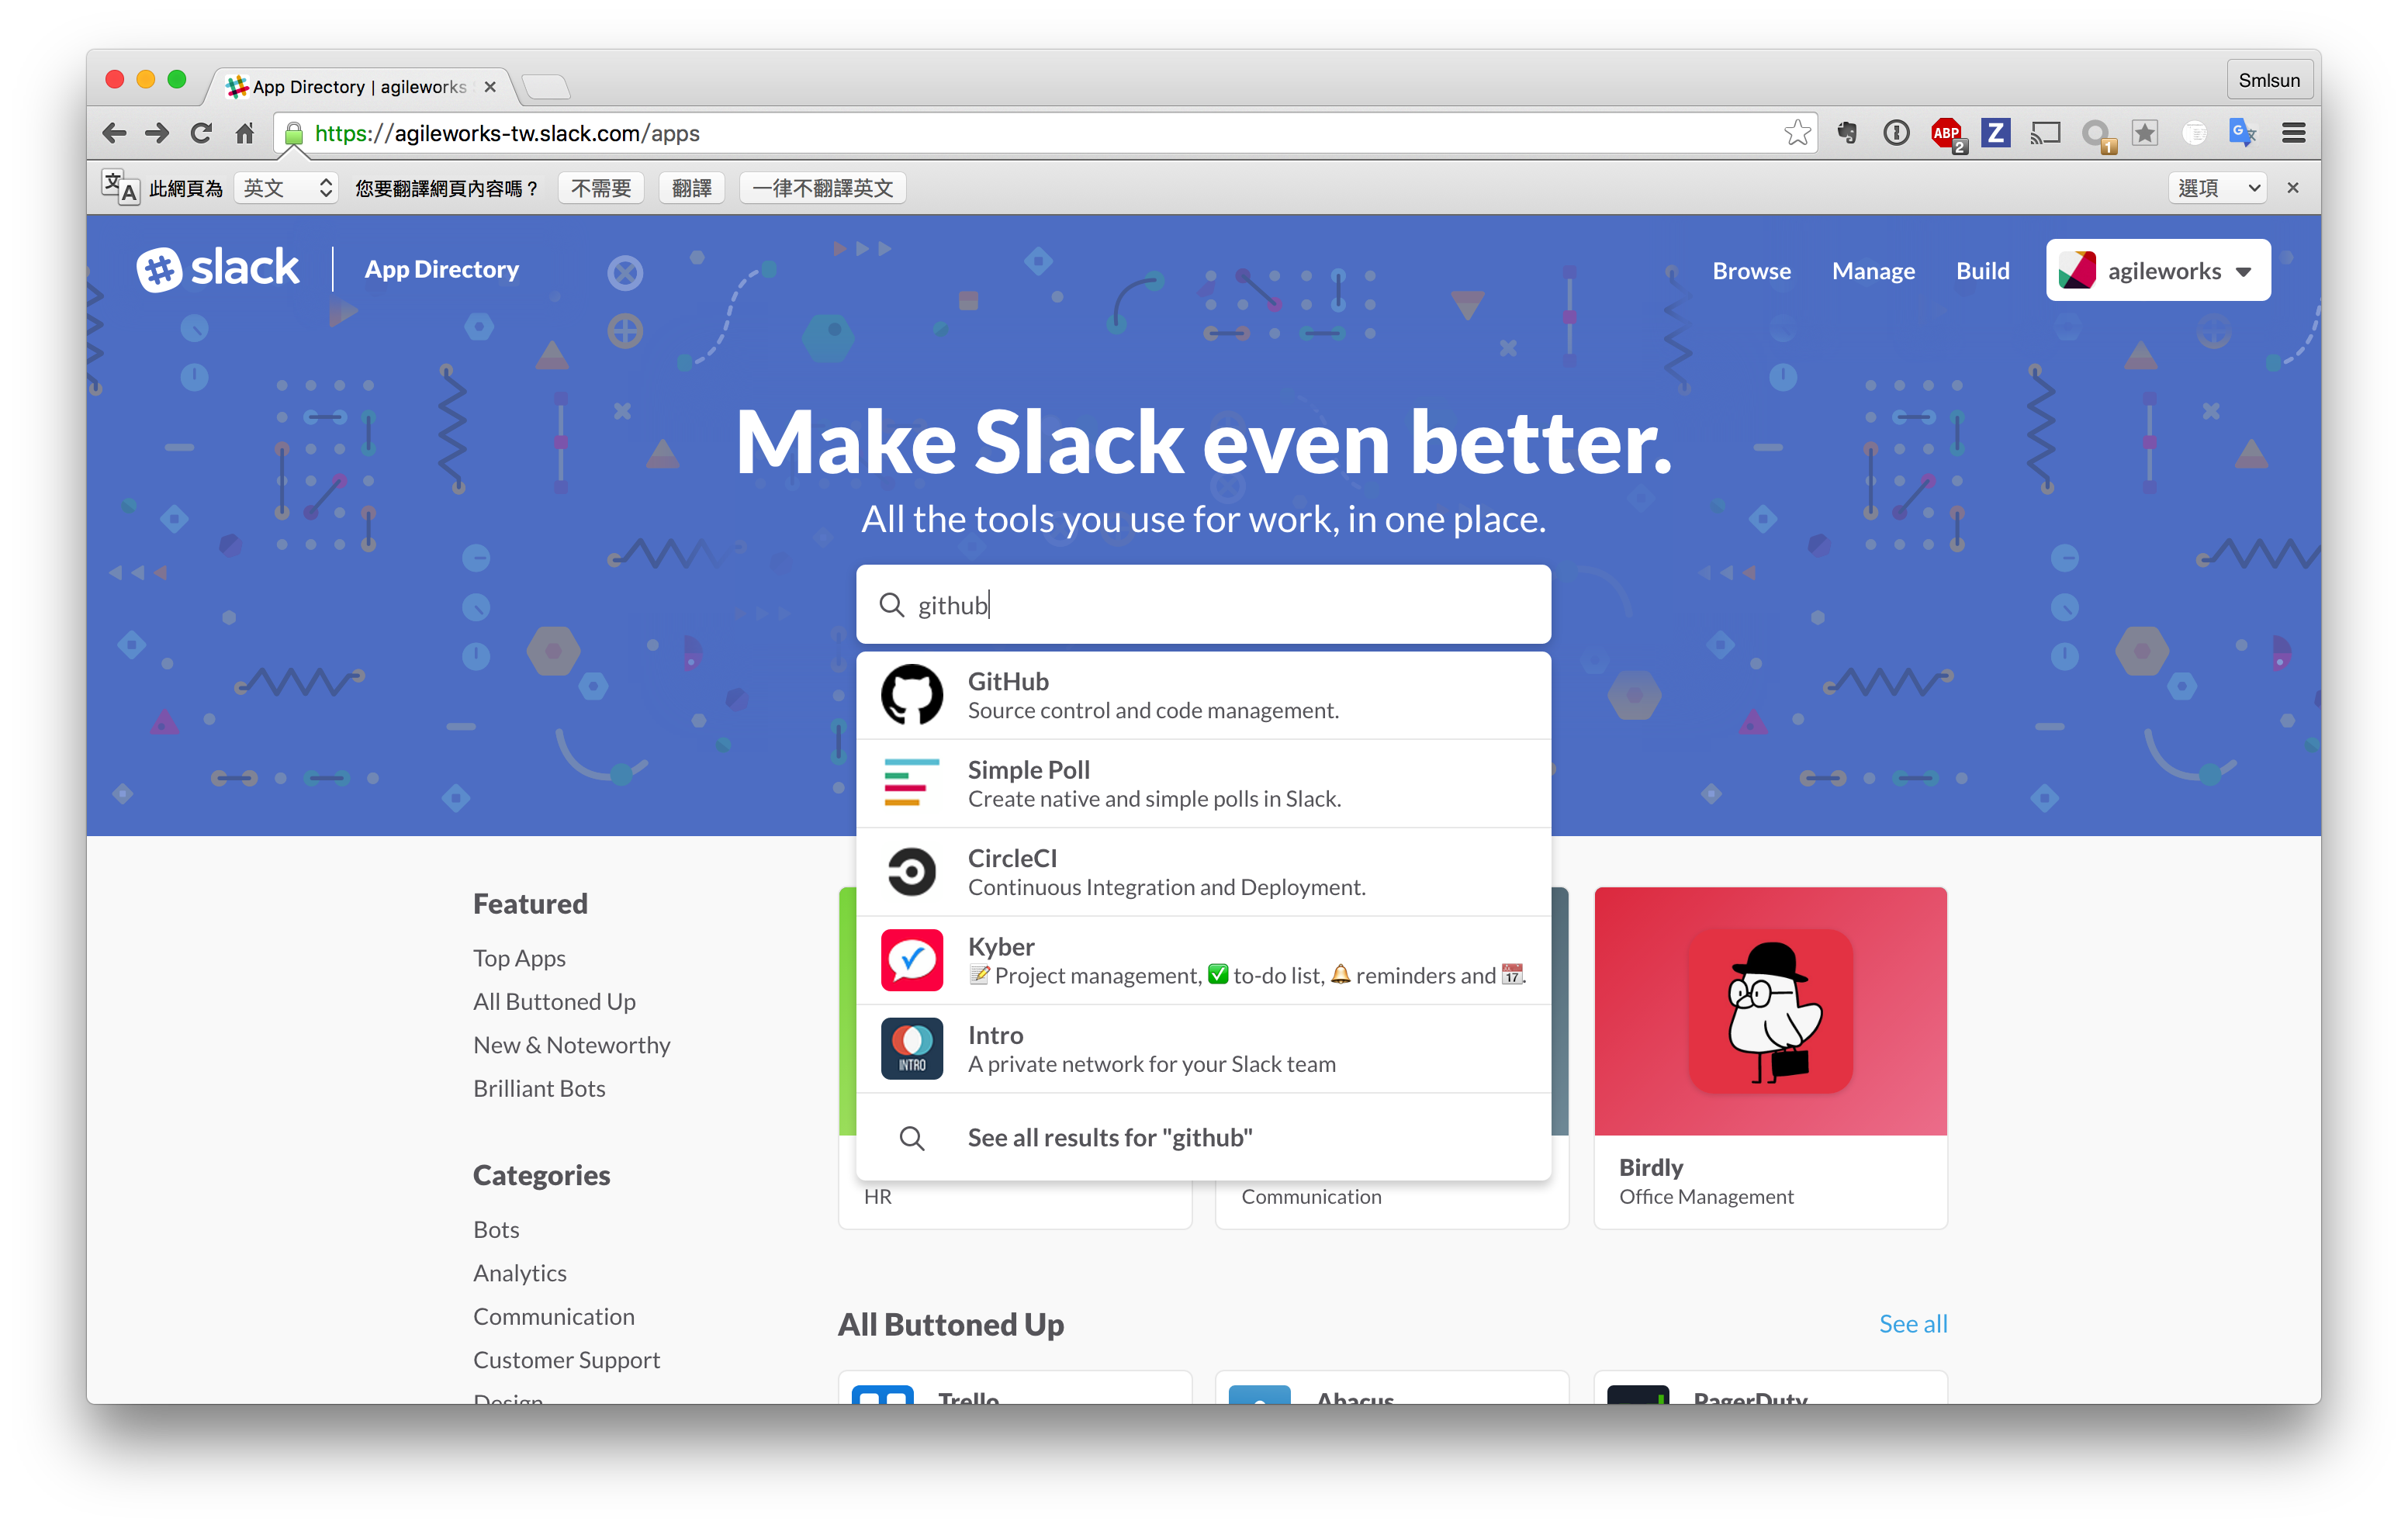 App Directory | agileworks
Smlsun
https://agileworks-tw.slack.com/apps
ABP 2 Z 1 G 文
文 A 此網頁為 英文 您要翻譯網頁內容嗎？ 不需要 翻譯 一律不翻譯英文 選項
slack App Directory Browse Manage Build agileworks
Make Slack even better.
All the tools you use for work, in one place.
github
GitHub
Source control and code management.
Simple Poll
Create native and simple polls in Slack.
CircleCI
Continuous Integration and Deployment.
Kyber
📝 Project management, ✅ to-do list, 🔔 reminders and 📅.
INTRO
Intro
A private network for your Slack team
See all results for "github"
Featured
Top Apps
All Buttoned Up
New & Noteworthy
Brilliant Bots
Categories
Bots
Analytics
Communication
Customer Support
Design
HR
Communication
Birdly
Office Management
All Buttoned Up
See all
Trello
Abacus
PagerDuty